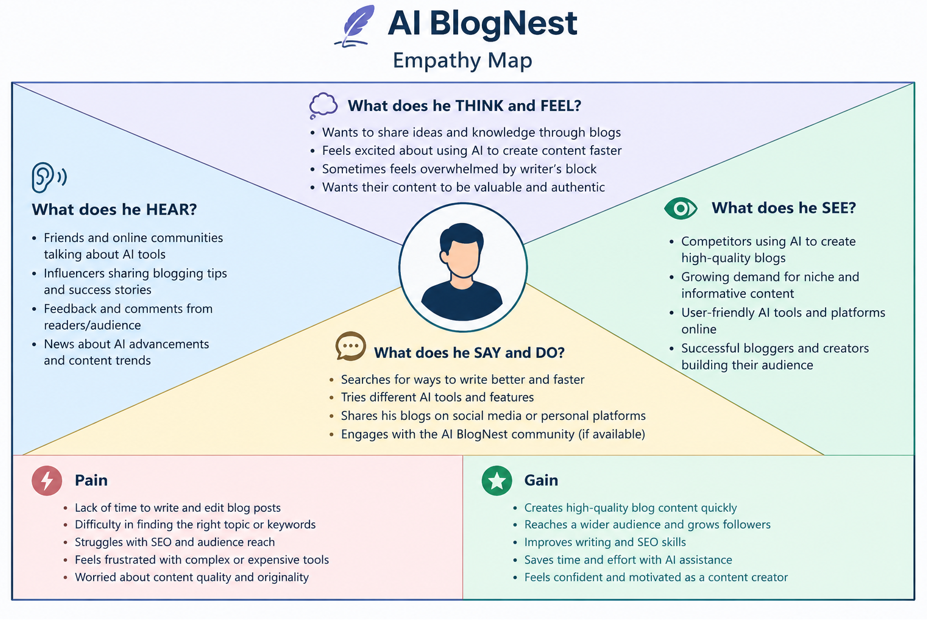 AI BlogNest
Empathy Map
What does he THINK and FEEL?
• Wants to share ideas and knowledge through blogs
• Feels excited about using AI to create content faster
• Sometimes feels overwhelmed by writer's block
• Wants their content to be valuable and authentic
What does he HEAR?
• Friends and online communities
talking about AI tools
• Influencers sharing blogging tips
and success stories
• Feedback and comments from
readers/audience
• News about AI advancements
and content trends
What does he SEE?
• Competitors using AI to create
high-quality blogs
• Growing demand for niche and
informative content
• User-friendly AI tools and platforms
online
• Successful bloggers and creators
building their audience
What does he SAY and DO?
• Searches for ways to write better and faster
• Tries different AI tools and features
• Shares his blogs on social media or personal platforms
• Engages with the AI BlogNest community (if available)
Pain
• Lack of time to write and edit blog posts
• Difficulty in finding the right topic or keywords
• Struggles with SEO and audience reach
• Feels frustrated with complex or expensive tools
• Worried about content quality and originality
Gain
• Creates high-quality blog content quickly
• Reaches a wider audience and grows followers
• Improves writing and SEO skills
• Saves time and effort with AI assistance
• Feels confident and motivated as a content creator